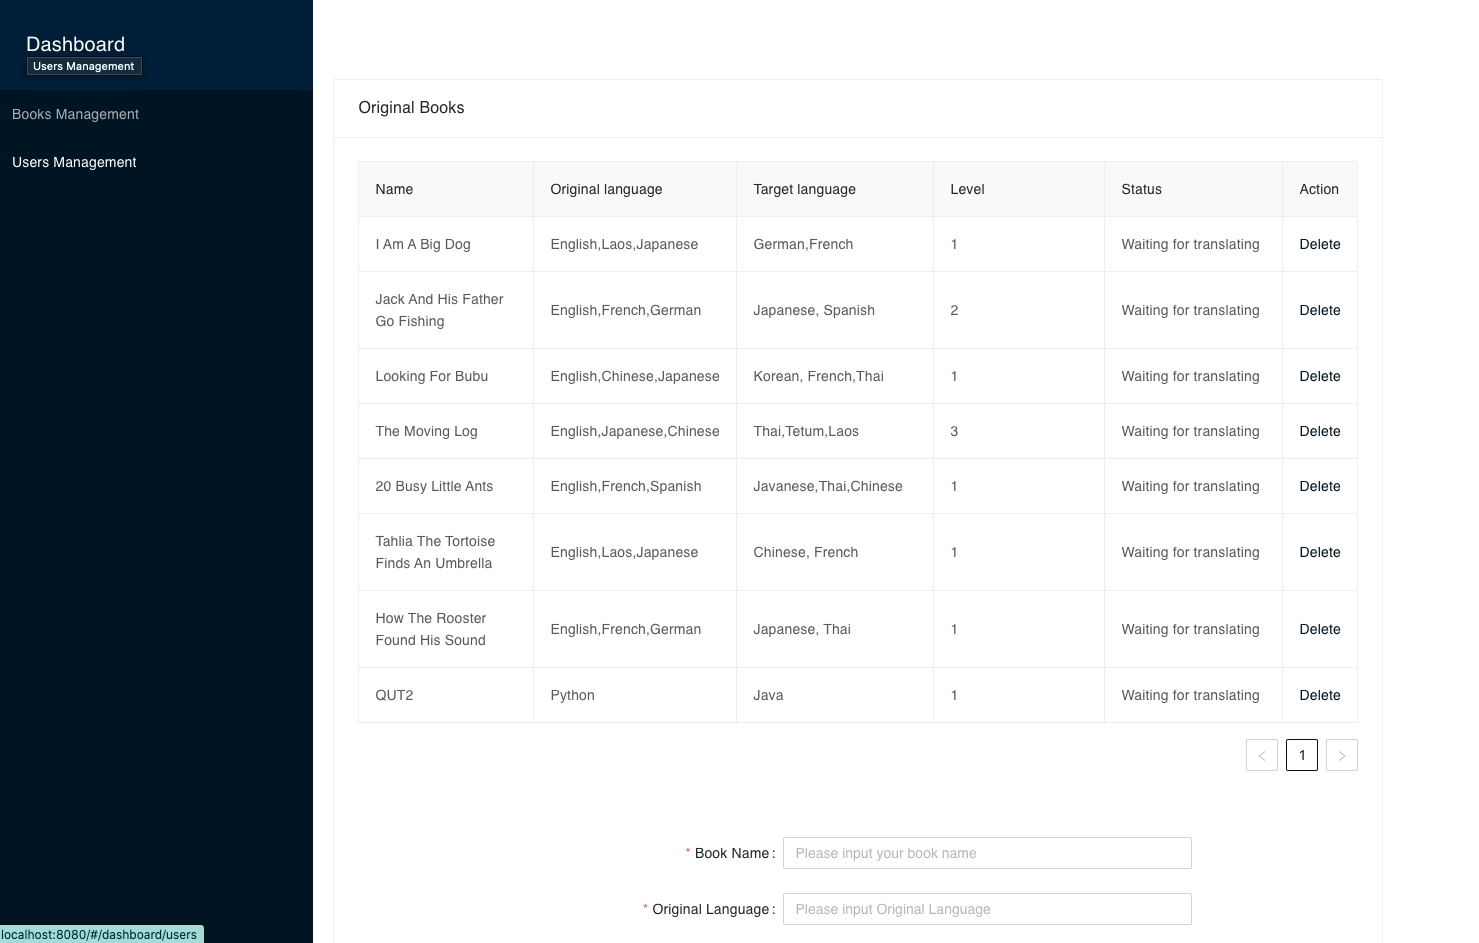 Dashboard
Users Management
Books Management
Users Management
Original Books
Name Original language Target language Level Status Action
I Am A Big Dog English,Laos,Japanese German,French 1 Waiting for translating Delete
Jack And His Father
Go Fishing English,French,German Japanese, Spanish 2 Waiting for translating Delete
Looking For Bubu English,Chinese,Japanese Korean, French,Thai 1 Waiting for translating Delete
The Moving Log English,Japanese,Chinese Thai,Tetum,Laos 3 Waiting for translating Delete
20 Busy Little Ants English,French,Spanish Javanese,Thai,Chinese 1 Waiting for translating Delete
Tahlia The Tortoise
Finds An Umbrella English,Laos,Japanese Chinese, French 1 Waiting for translating Delete
How The Rooster
Found His Sound English,French,German Japanese, Thai 1 Waiting for translating Delete
QUT2 Python Java 1 Waiting for translating Delete
< 1 >
* Book Name : Please input your book name
* Original Language : Please input Original Language
localhost:8080/#/dashboard/users